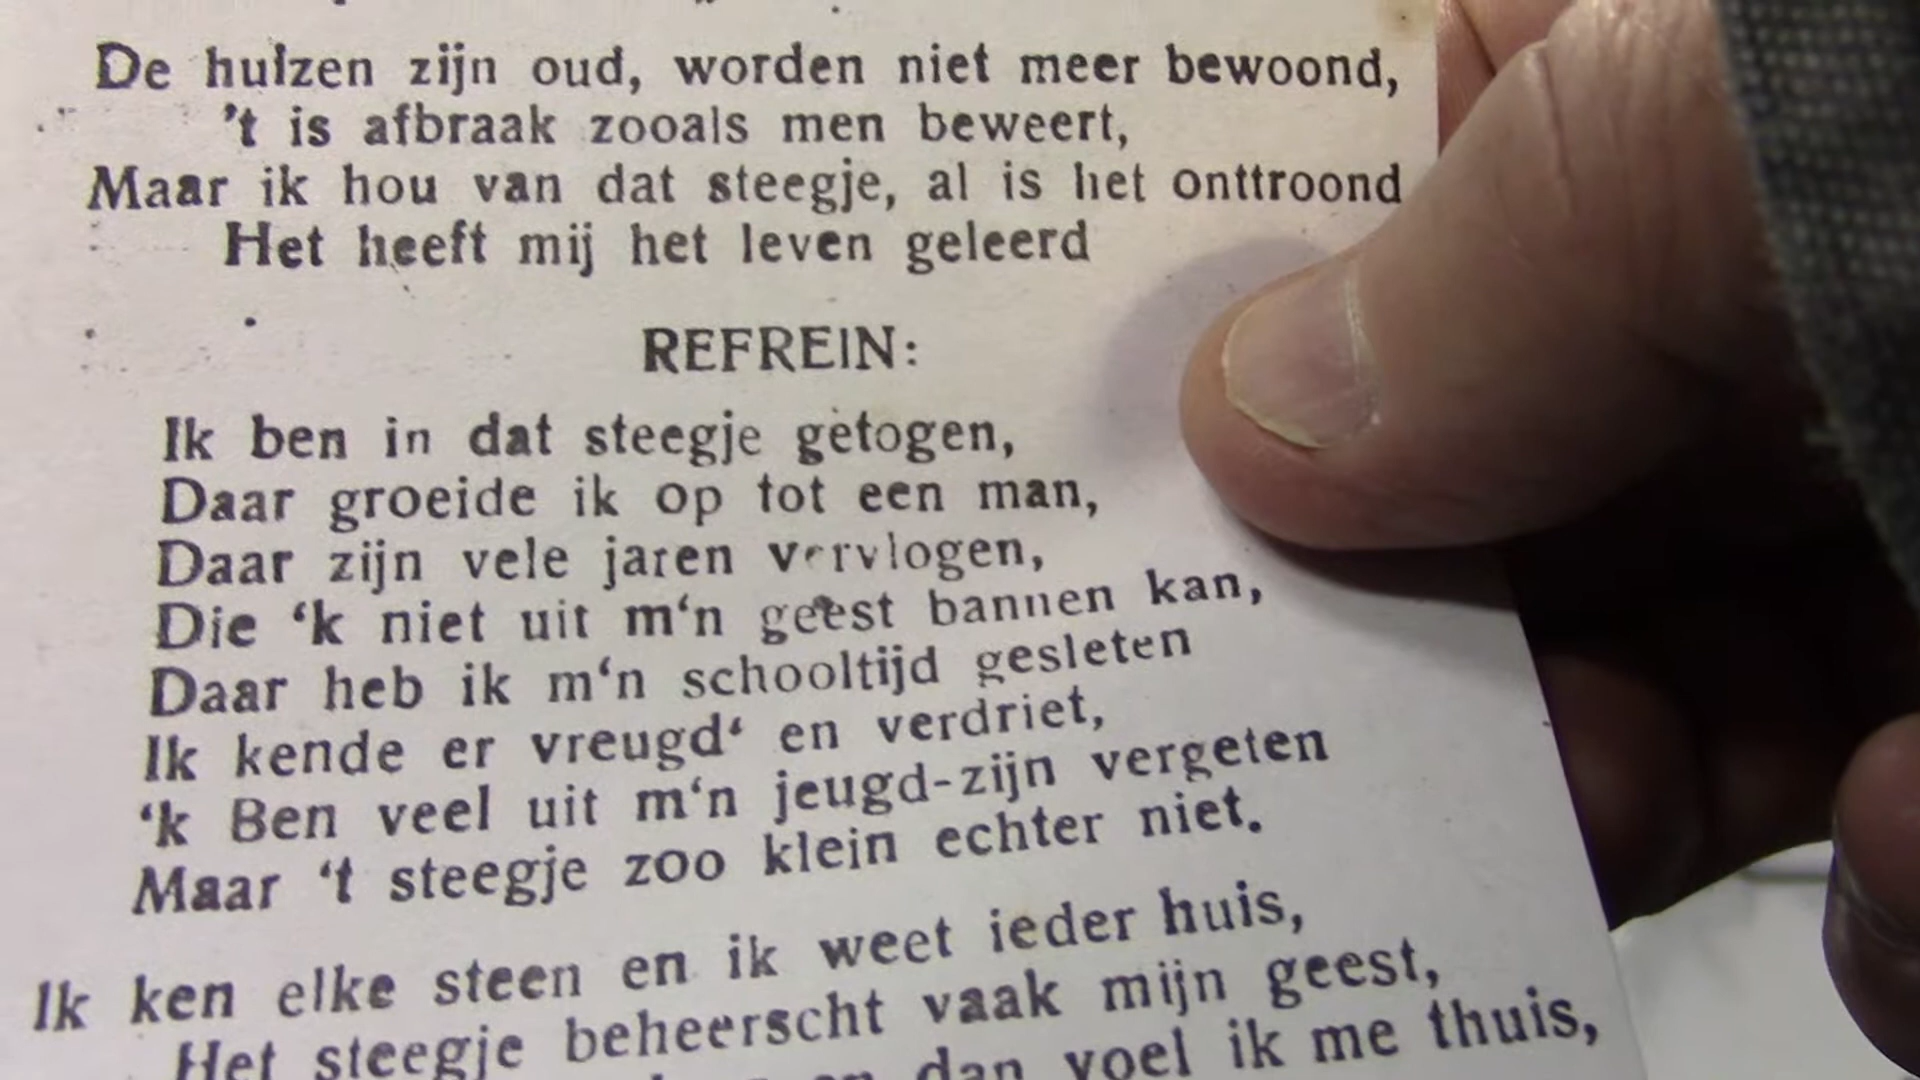 De huizen zijn oud, worden niet meer bewoond,
't is afbraak zooals men beweert,
Maar ik hou van dat steegje, al is het onttroond
Het heeft mij het leven geleerd
REFREIN:
Ik ben in dat steegje getogen,
Daar groeide ik op tot een man,
Daar zijn vele jaren vervlogen,
Die ‘k niet uit m‘n geest bannen kan,
Daar heb ik m‘n schooltijd gesleten
Ik kende er vreugd‘ en verdriet,
‘k Ben veel uit m‘n jeugd-zijn vergeten
Maar ‘t steegje zoo klein echter niet.
Ik ken elke steen en ik weet ieder huis,
Het steegje beheerscht vaak mijn geest,
dan voel ik me thuis,